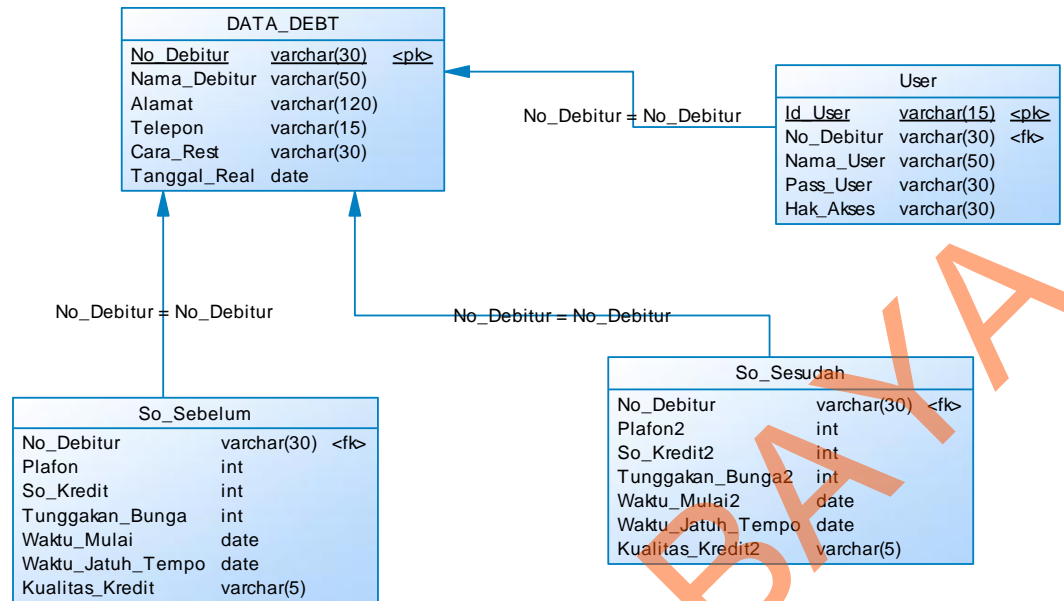 DATA_DEBT
No_Debitur varchar(30) <pk>
Nama_Debitur varchar(50)
Alamat varchar(120)
Telepon varchar(15)
Cara_Rest varchar(30)
Tanggal_Real date
User
Id_User varchar(15) <pk>
No_Debitur varchar(30) <fk>
Nama_User varchar(50)
Pass_User varchar(30)
Hak_Akses varchar(30)
No_Debitur = No_Debitur
No_Debitur = No_Debitur
No_Debitur = No_Debitur
So_Sebelum
No_Debitur varchar(30) <fk>
Plafon int
So_Kredit int
Tunggakan_Bunga int
Waktu_Mulai date
Waktu_Jatuh_Tempo date
Kualitas_Kredit varchar(5)
So_Sesudah
No_Debitur varchar(30) <fk>
Plafon2 int
So_Kredit2 int
Tunggakan_Bunga2 int
Waktu_Mulai2 date
Waktu_Jatuh_Tempo date
Kualitas_Kredit2 varchar(5)
BAYA